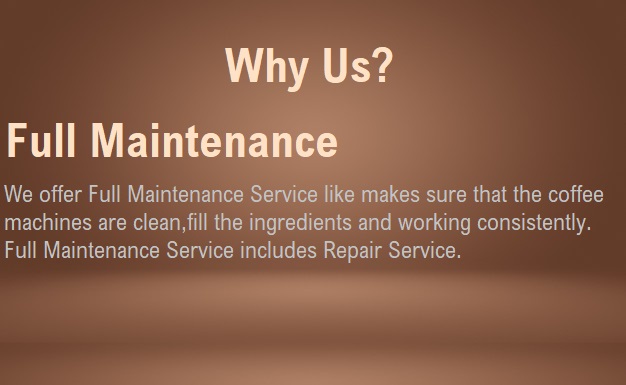 Why Us?
Full Maintenance
We offer Full Maintenance Service like makes sure that the coffee
machines are clean,fill the ingredients and working consistently.
Full Maintenance Service includes Repair Service.